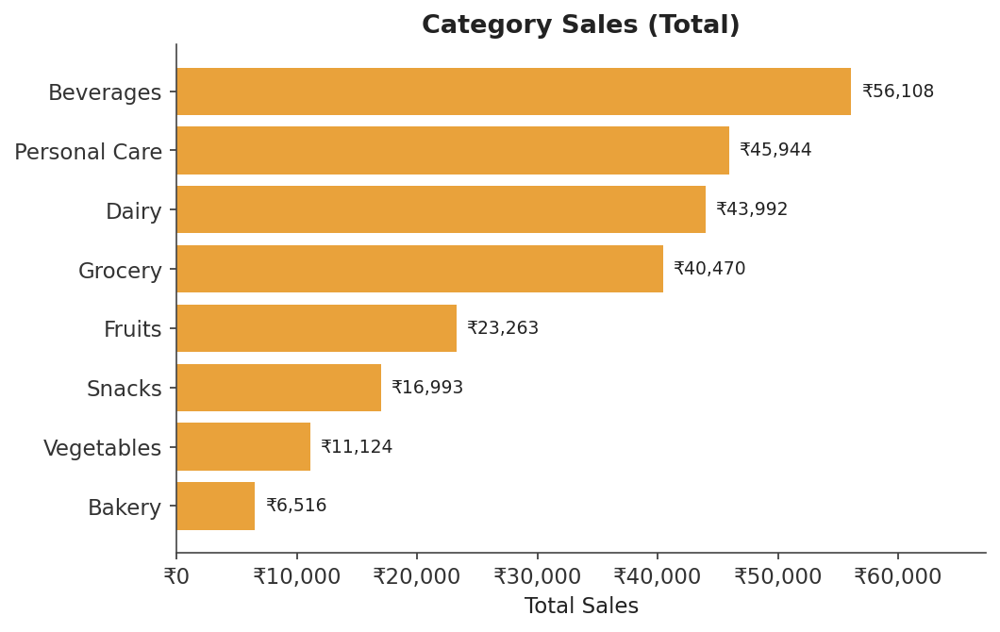 Category Sales (Total)
Beverages ₹56,108
Personal Care ₹45,944
Dairy ₹43,992
Grocery ₹40,470
Fruits ₹23,263
Snacks ₹16,993
Vegetables ₹11,124
Bakery ₹6,516
₹0 ₹10,000 ₹20,000 ₹30,000 ₹40,000 ₹50,000 ₹60,000
Total Sales